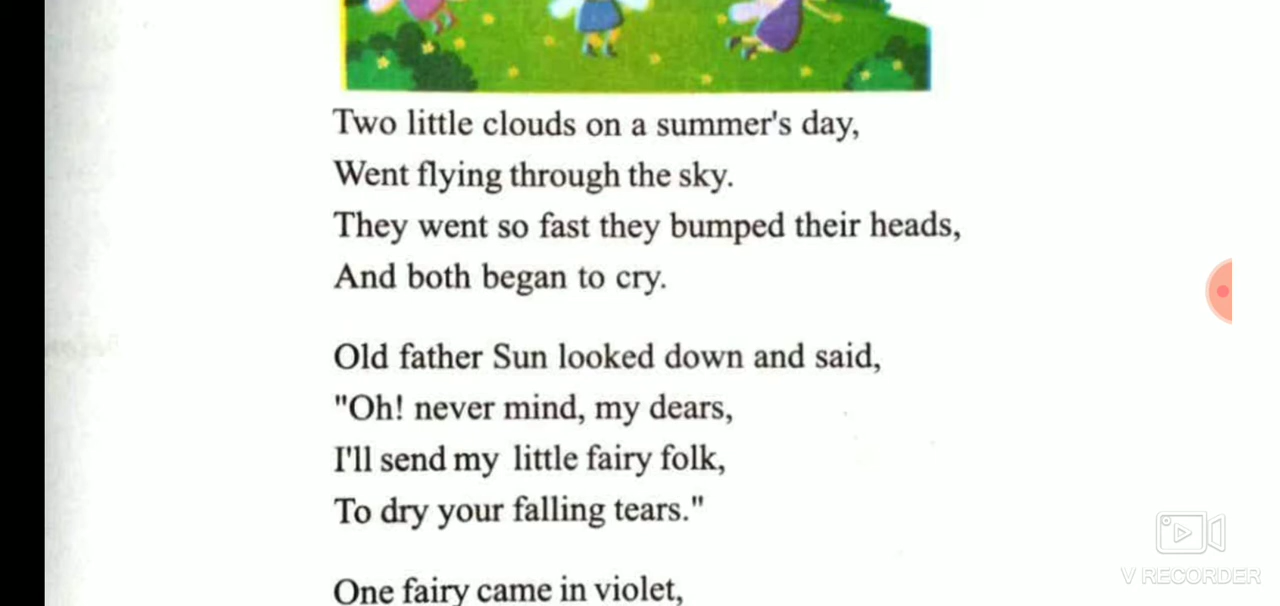 Two little clouds on a summer's day,
Went flying through the sky.
They went so fast they bumped their heads,
And both began to cry.
Old father Sun looked down and said,
"Oh! never mind, my dears,
I'll send my little fairy folk,
To dry your falling tears."
One fairy came in violet,
V RECORDER